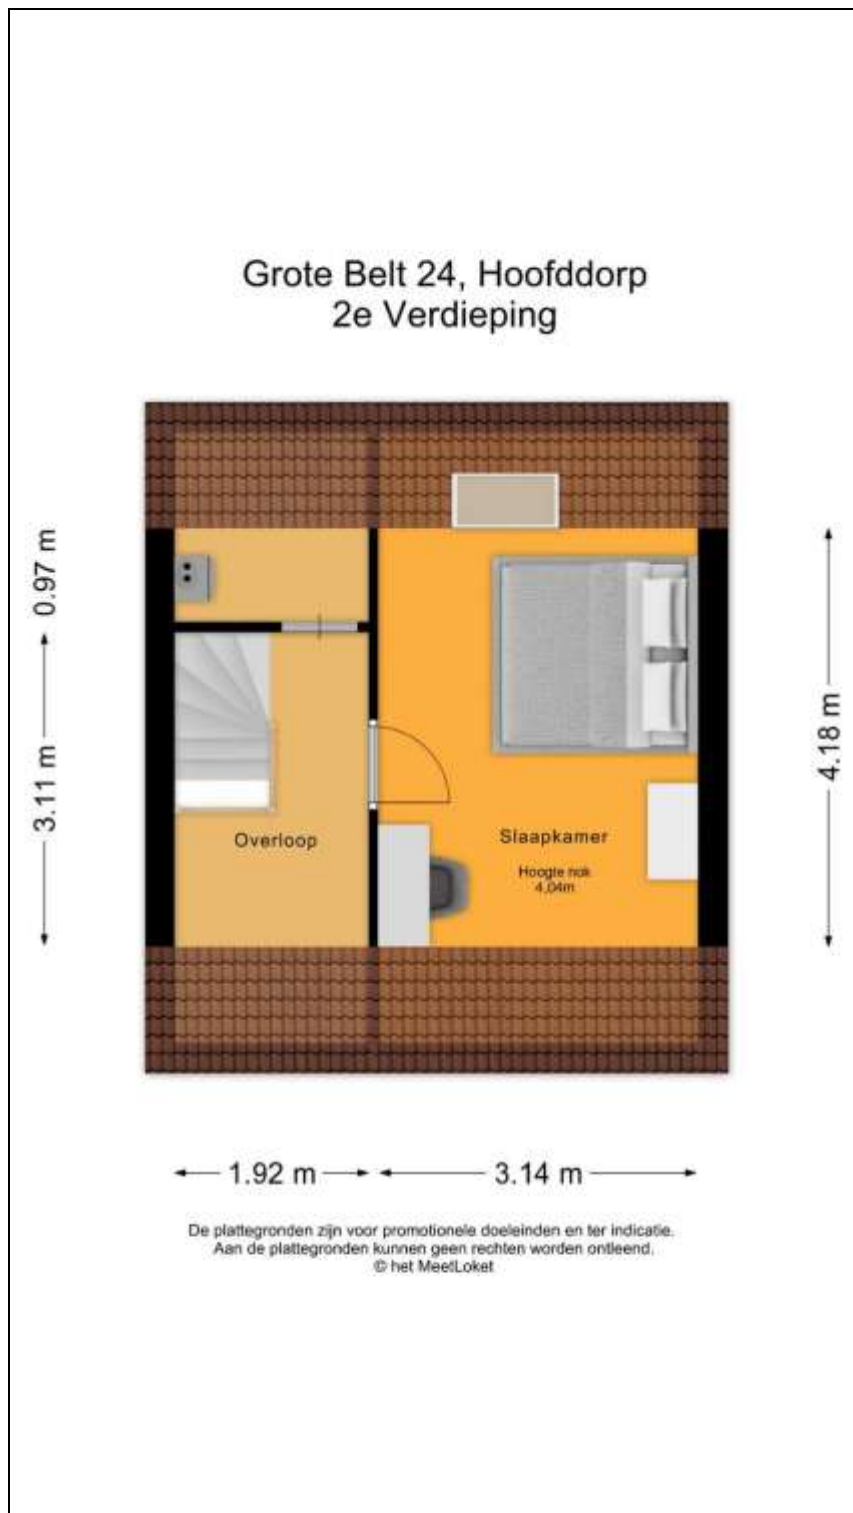 Grote Belt 24, Hoofddorp
2e Verdieping
0.97 m
3.11 m
4.18 m
Overloop
Slaapkamer
Hoogte nok
4,04m
1.92 m
3.14 m
De plattegronden zijn voor promotionele doeleinden en ter indicatie.
Aan de plattegronden kunnen geen rechten worden ontleend.
© het MeetLoket